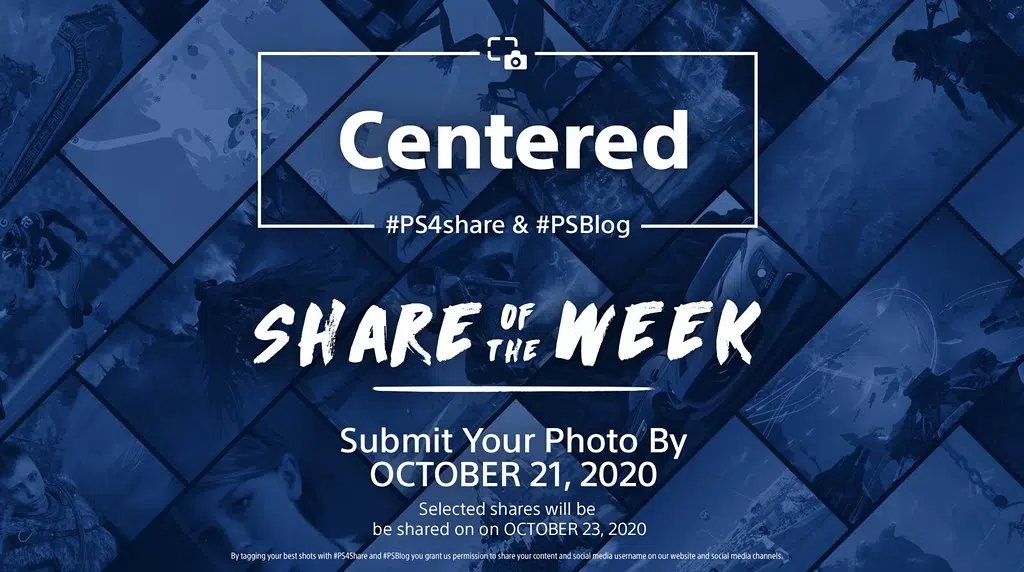 Centered
#PS4share & #PSBlog
SHARE OF THE WEEK
Submit Your Photo By
OCTOBER 21, 2020
Selected shares will be
be shared on on OCTOBER 23, 2020
By tagging your best shots with #PS4Share and #PSBlog you grant us permission to share your content and social media username on our website and social media channels.